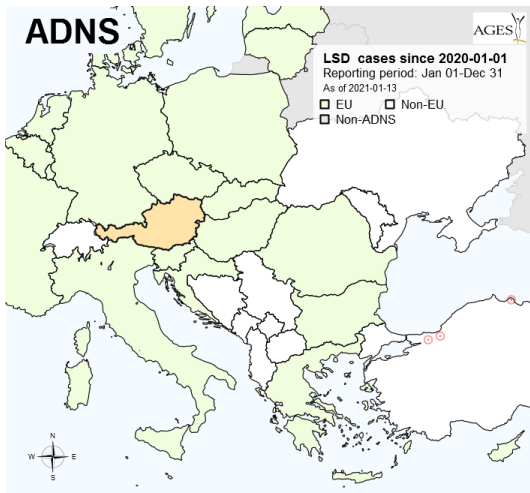 ADNS
AGES
LSD cases since 2020-01-01
Reporting period: Jan 01-Dec 31
As of 2021-01-13
EU Non-EU
Non-ADNS
N
W E
S